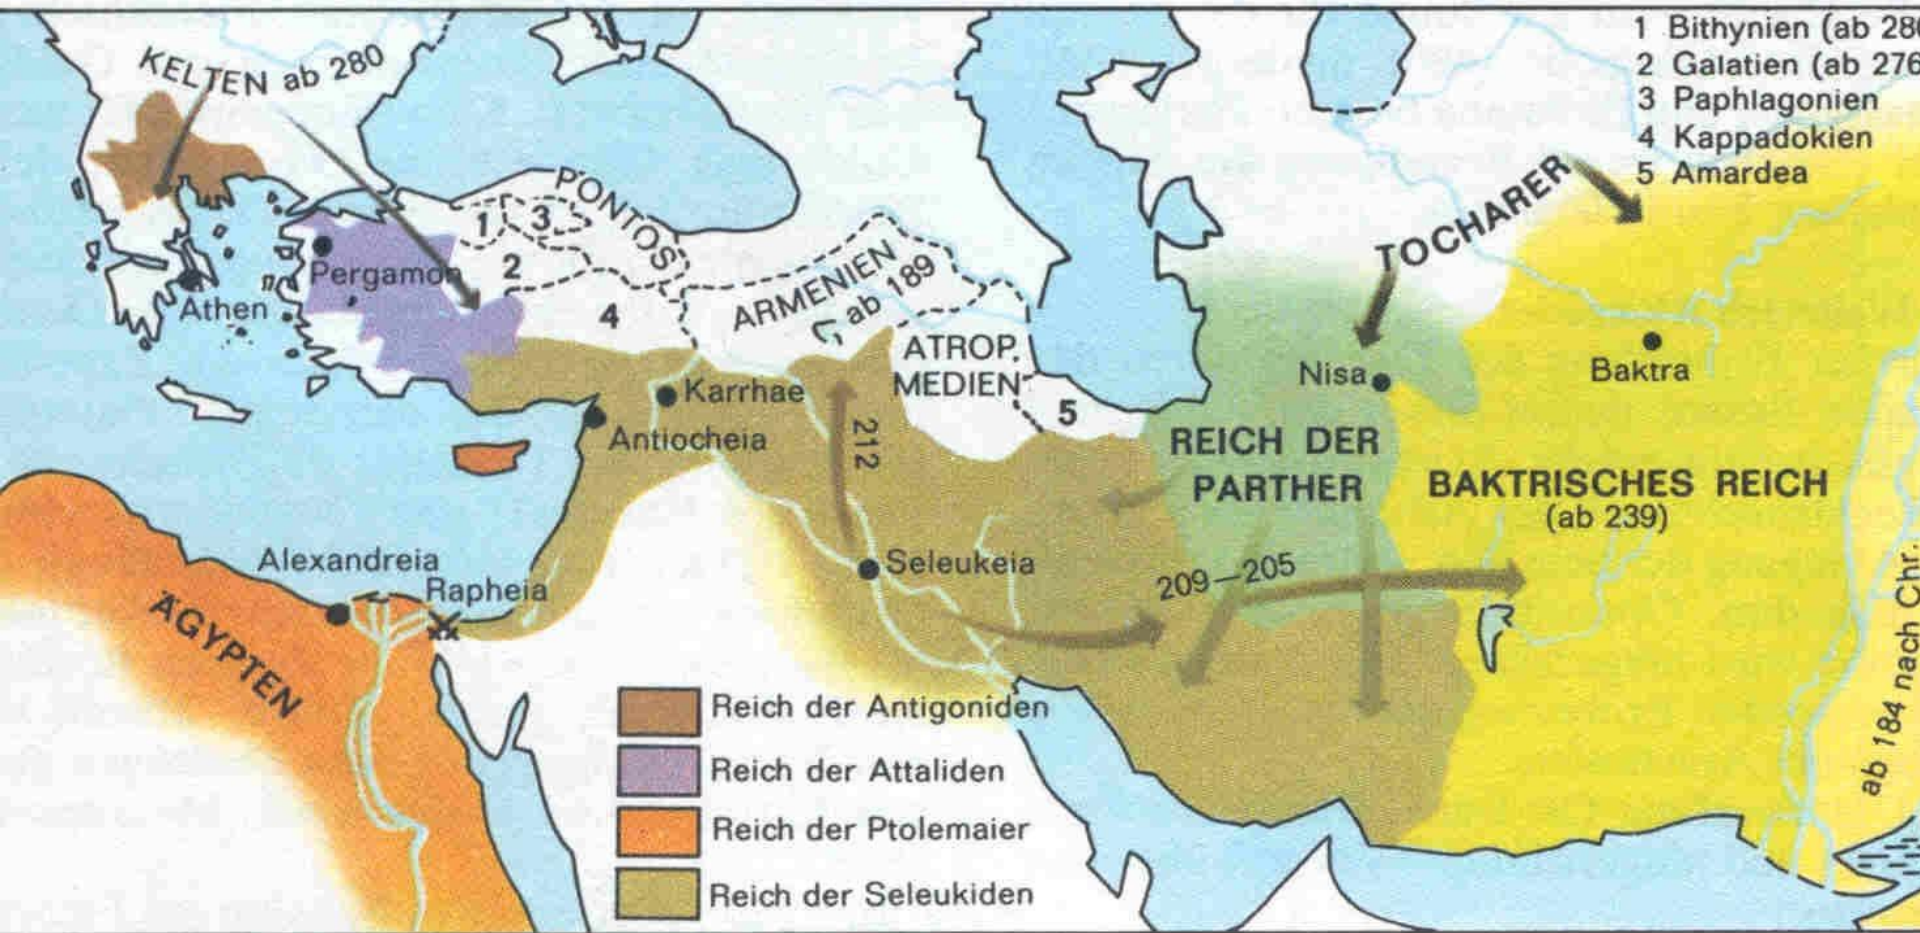 KELTEN ab 280
1 Bithynien (ab 280
2 Galatien (ab 276
3 Paphlagonien
4 Kappadokien
5 Amardea
PONTOS
1
3
2
4
ARMENIEN
ab 189
TOCHARER
Pergamon
Athen
ATROP.
MEDIEN
5
Nisa
Baktra
Karrhae
Antiocheia
212
REICH DER
PARTHER
BAKTRISCHES REICH
(ab 239)
Alexandreia
Rapheia
Seleukeia
209–205
ÄGYPTEN
ab 184 nach Chr.
Reich der Antigoniden
Reich der Attaliden
Reich der Ptolemaier
Reich der Seleukiden